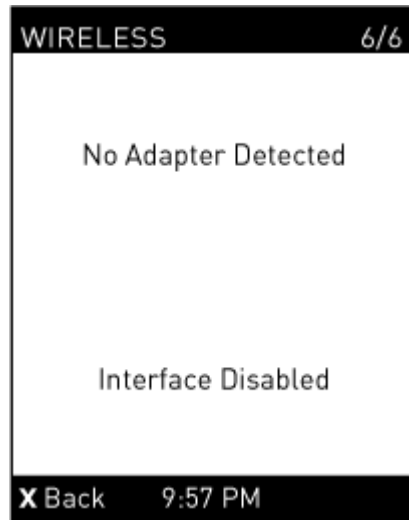 WIRELESS 6/6
No Adapter Detected
Interface Disabled
X Back 9:57 PM